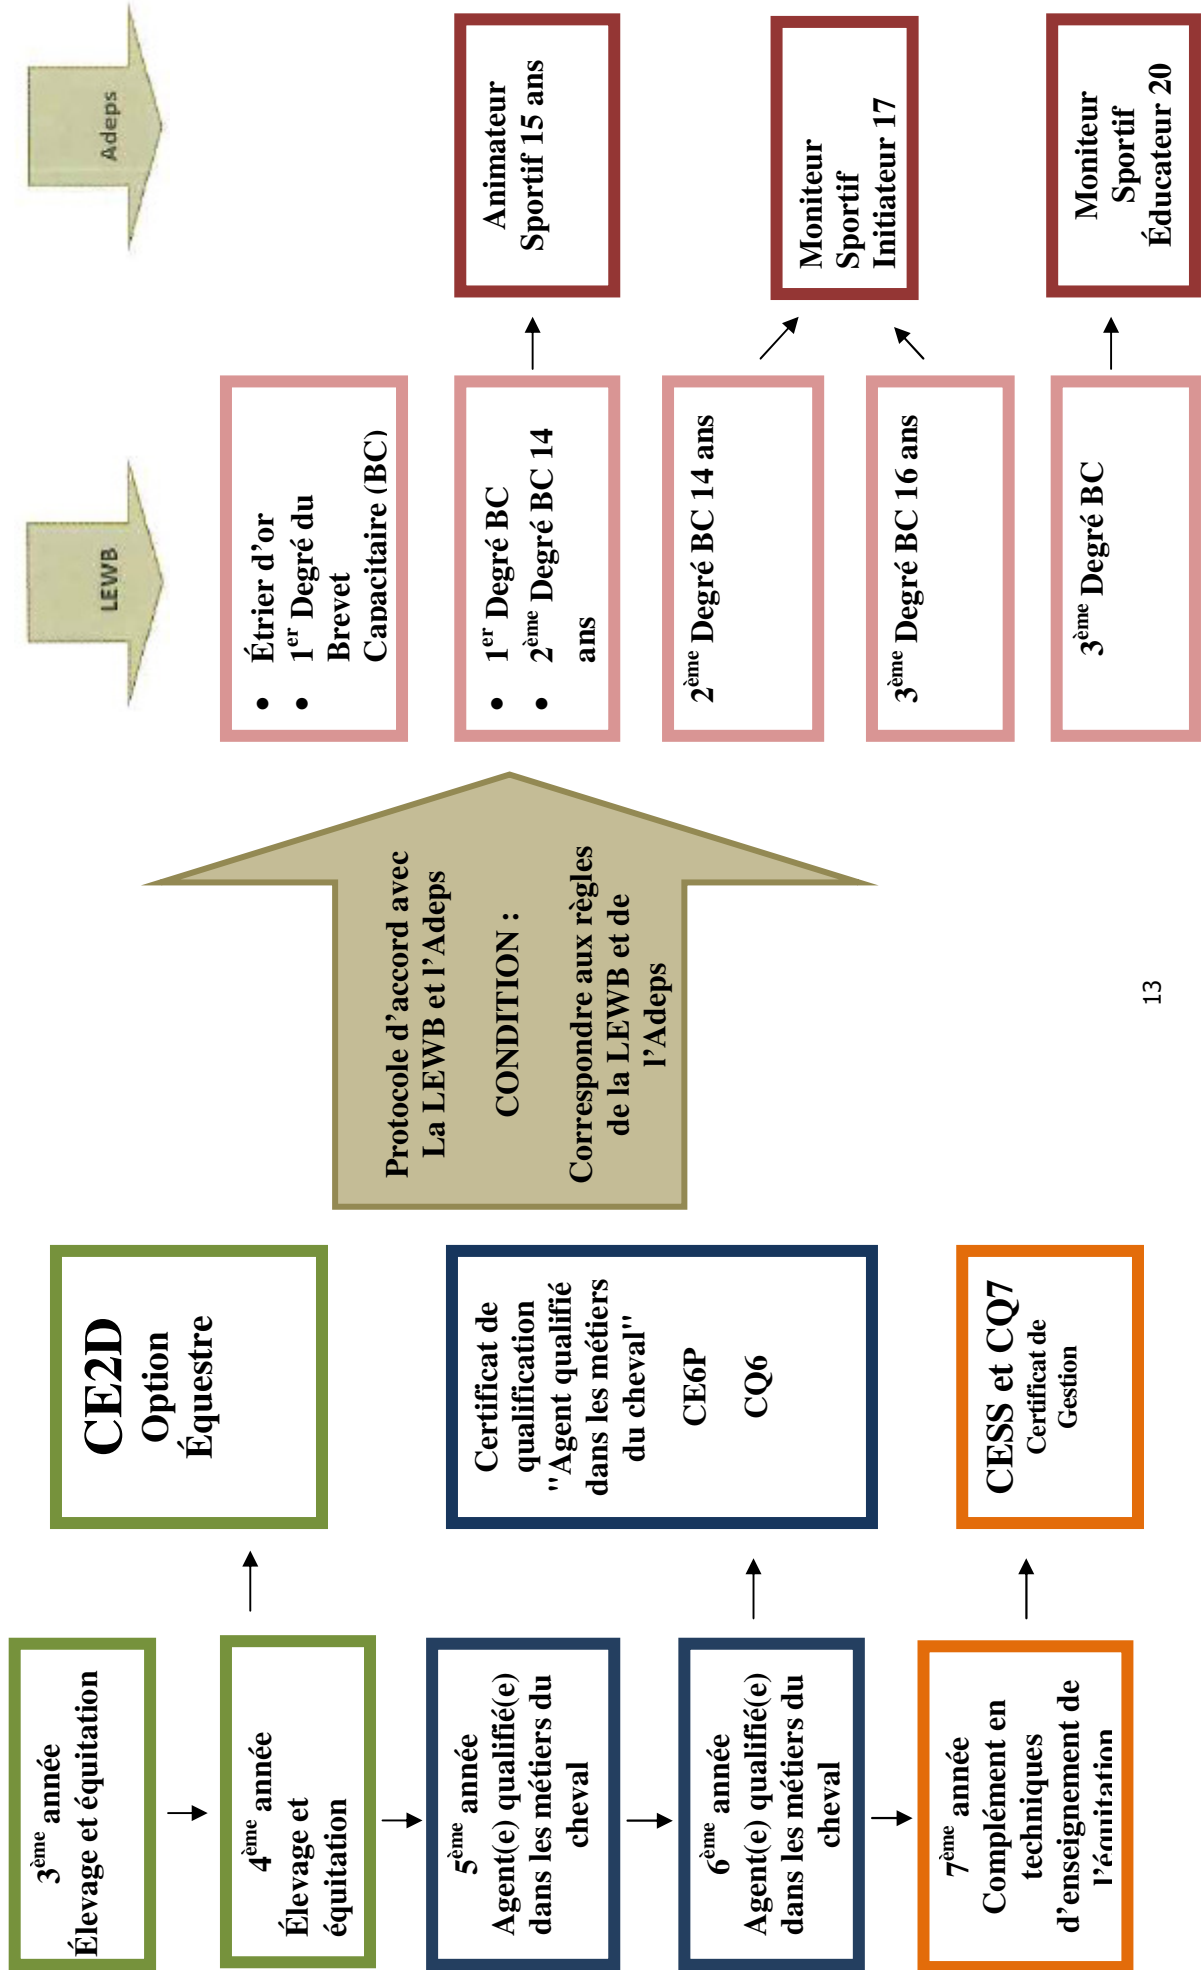 3ème année
Élevage et équitation
4ème année
Élevage et
équitation
5ème année
Agent(e) qualifié(e)
dans les métiers du
cheval
6ème année
Agent(e) qualifié(e)
dans les métiers du
cheval
7ème année
Complément en
techniques
d'enseignement de
l'équitation
CE2D
Option
Équestre
Certificat de
qualification
"Agent qualifié
dans les métiers
du cheval"
CE6P
CQ6
CESS et CQ7
Certificat de
Gestion
Protocole d'accord avec
La LEWB et l'Adeps
CONDITION :
Correspondre aux règles
de la LEWB et de
l'Adeps
LEWB
• Étrier d'or
• 1er Degré du
Brevet
Capacitaire (BC)
• 1er Degré BC
• 2ème Degré BC 14
ans
2ème Degré BC 14 ans
3ème Degré BC 16 ans
3ème Degré BC
Adeps
Animateur
Sportif 15 ans
Moniteur
Sportif
Initiateur 17
Moniteur
Sportif
Éducateur 20
13